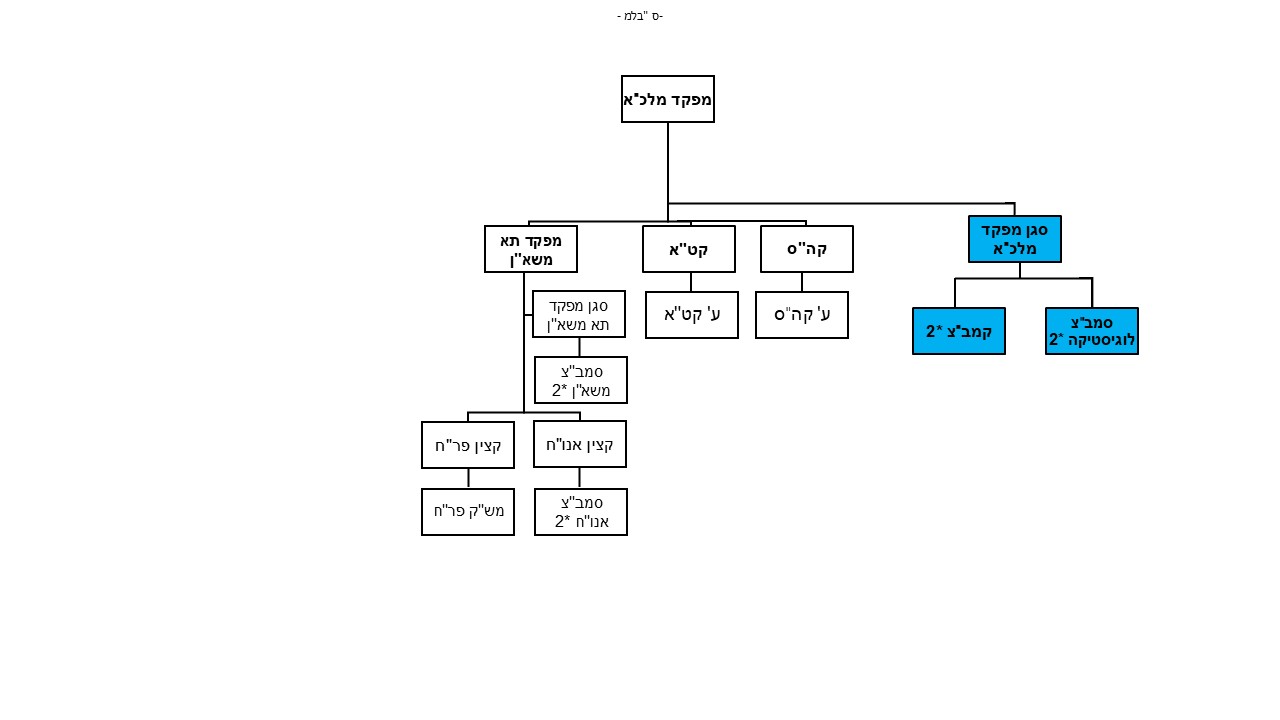 - בלמ"ס -
מפקד מלכ"א
סגן מפקד
מלכ"א
קה"ס
קט"א
מפקד תא
משא"ן
ע' קה"ס
ע' קט"א
סגן מפקד
תא משא"ן
סמב"צ
לוגיסטיקה *2
קמב"צ *2
סמב"צ
משא"ן *2
קצין אנו"ח
קצין פר"ח
סמב"צ
אנו"ח *2
מש"ק פר"ח